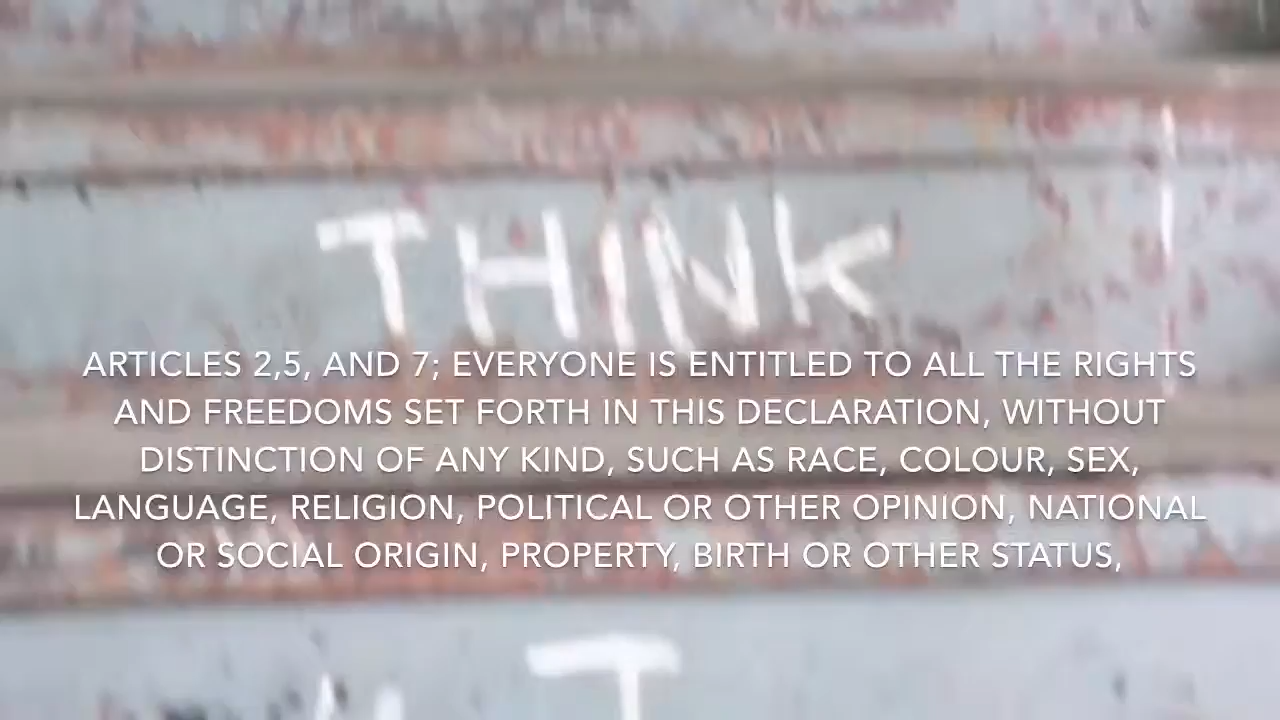 THINK
ARTICLES 2,5, AND 7; EVERYONE IS ENTITLED TO ALL THE RIGHTS
AND FREEDOMS SET FORTH IN THIS DECLARATION, WITHOUT
DISTINCTION OF ANY KIND, SUCH AS RACE, COLOUR, SEX,
LANGUAGE, RELIGION, POLITICAL OR OTHER OPINION, NATIONAL
OR SOCIAL ORIGIN, PROPERTY, BIRTH OR OTHER STATUS,